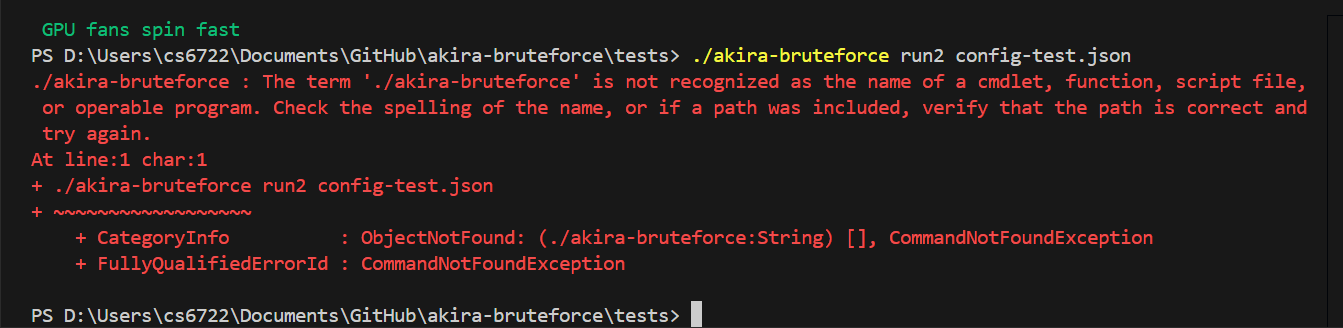 GPU fans spin fast
PS D:\Users\cs6722\Documents\GitHub\akira-bruteforce\tests> ./akira-bruteforce run2 config-test.json
./akira-bruteforce : The term './akira-bruteforce' is not recognized as the name of a cmdlet, function, script file,
or operable program. Check the spelling of the name, or if a path was included, verify that the path is correct and
try again.
At line:1 char:1
+ ./akira-bruteforce run2 config-test.json
+ ~~~~~~~~~~~~~~~~~~
+ CategoryInfo : ObjectNotFound: (./akira-bruteforce:String) [], CommandNotFoundException
+ FullyQualifiedErrorId : CommandNotFoundException
PS D:\Users\cs6722\Documents\GitHub\akira-bruteforce\tests>